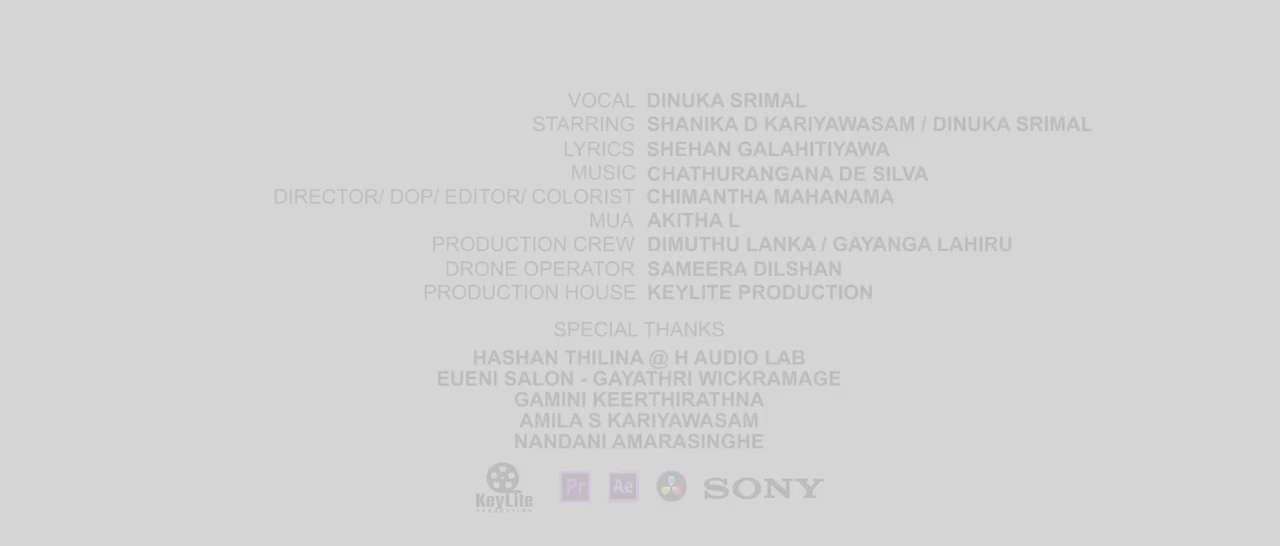 VOCAL DINUKA SRIMAL
STARRING SHANIKA D KARIYAWASAM / DINUKA SRIMAL
LYRICS SHEHAN GALAHITIYAWA
MUSIC CHATHURANGANA DE SILVA
DIRECTOR/ DOP/ EDITOR/ COLORIST CHIMANTHA MAHANAMA
MUA AKITHA L
PRODUCTION CREW DIMUTHU LANKA / GAYANGA LAHIRU
DRONE OPERATOR SAMEERA DILSHAN
PRODUCTION HOUSE KEYLITE PRODUCTION
SPECIAL THANKS
HASHAN THILINA @ H AUDIO LAB
EUENI SALON - GAYATHRI WICKRAMAGE
GAMINI KEERTHIRATHNA
AMILA S KARIYAWASAM
NANDANI AMARASINGHE
KeyLite Pr Ae SONY
PRODUCTION